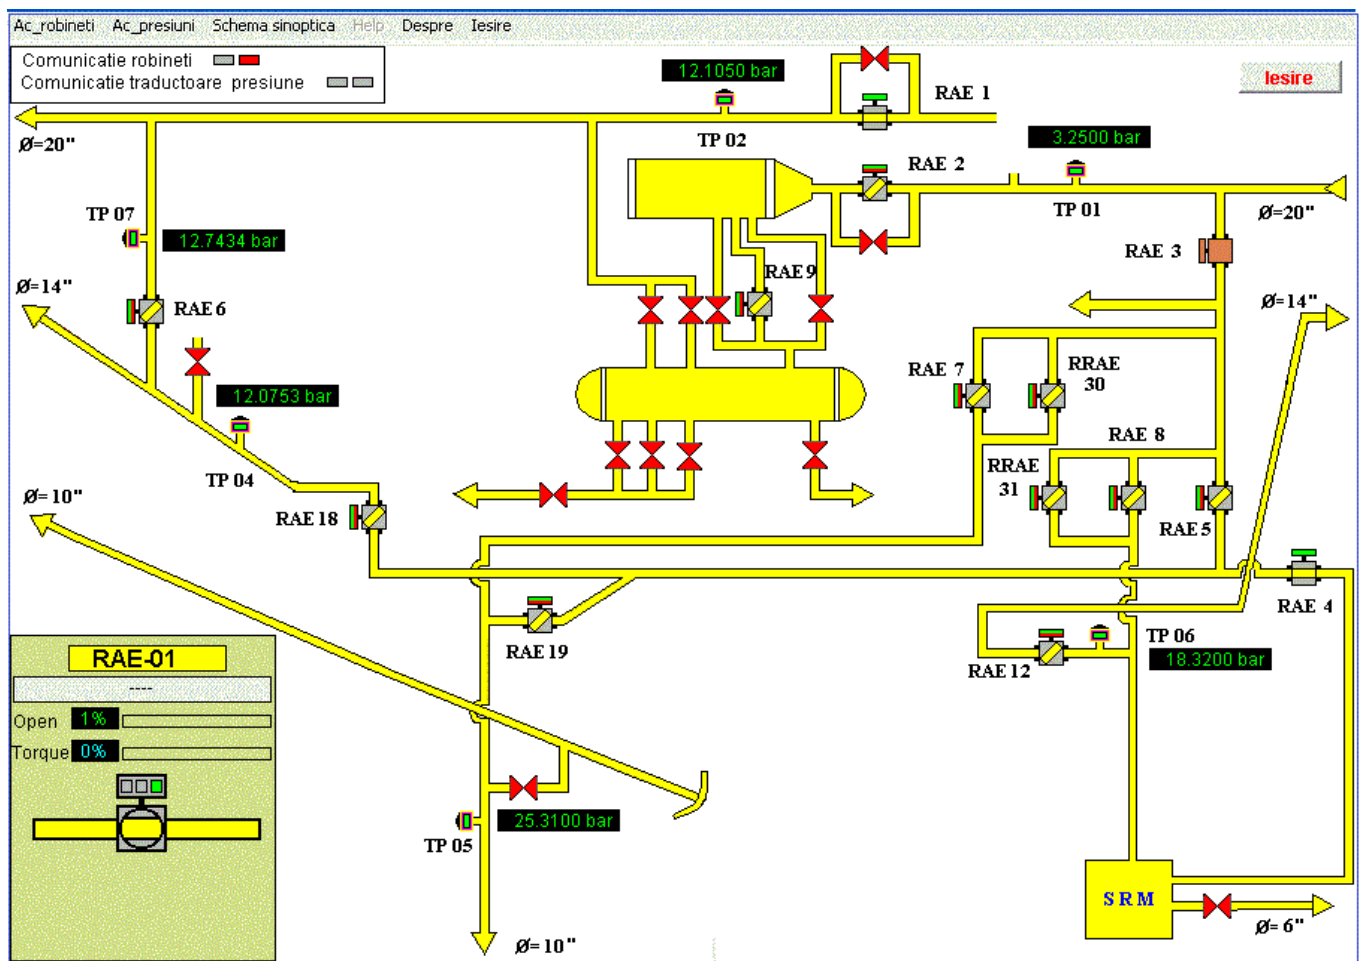 Ac_robineti Ac_presiuni Schema sinoptica Help Despre Iesire
Comunicatie robineti
Comunicatie traductoare presiune
12.1050 bar
Iesire
RAE 1
Ø=20"
TP 02
3.2500 bar
RAE 2
TP 01
Ø=20"
TP 07
12.7434 bar
RAE 3
Ø=14"
RAE 9
RAE 6
Ø=14"
12.0753 bar
RAE 7
RRAE
30
RAE 8
TP 04
RRAE
31
Ø= 10"
RAE 18
RAE 5
RAE 4
RAE 19
TP 06
18.3200 bar
RAE 12
RAE-01
----
Open 1%
Torque 0%
25.3100 bar
TP 05
S R M
Ø= 6"
Ø= 10"